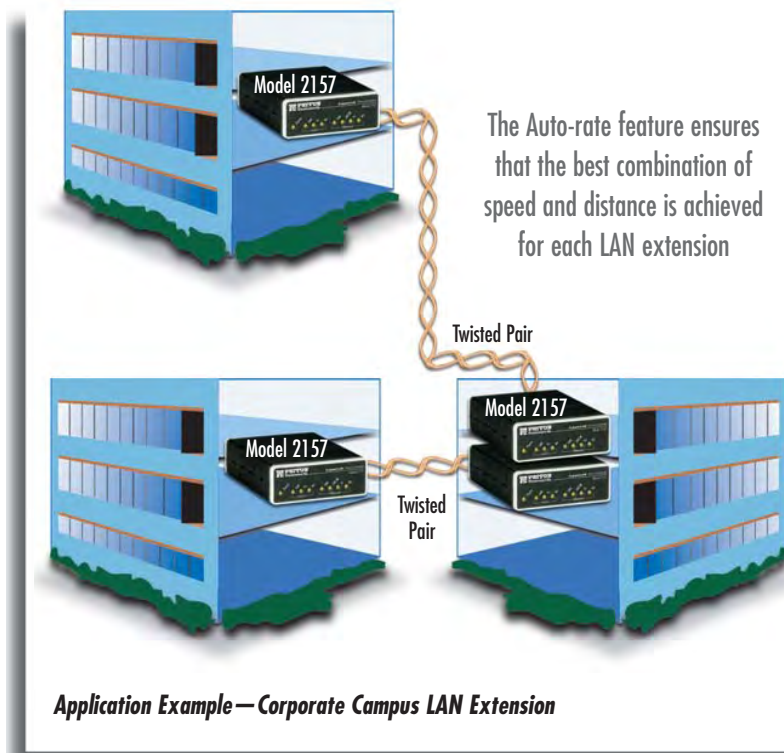 Model 2157
The Auto-rate feature ensures
that the best combination of
speed and distance is achieved
for each LAN extension
Twisted Pair
Model 2157
Model 2157
Twisted
Pair
Application Example—Corporate Campus LAN Extension